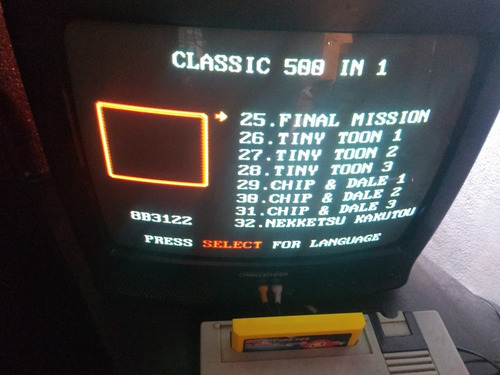 CLASSIC 500 IN 1
25.FINAL MISSION
26.TINY TOON 1
27.TINY TOON 2
28.TINY TOON 3
29.CHIP & DALE 1
30.CHIP & DALE 2
31.CHIP & DALE 3
32.NEKKETSU KAKUTOU
8B3122
PRESS SELECT FOR LANGUAGE
CHALLENGER